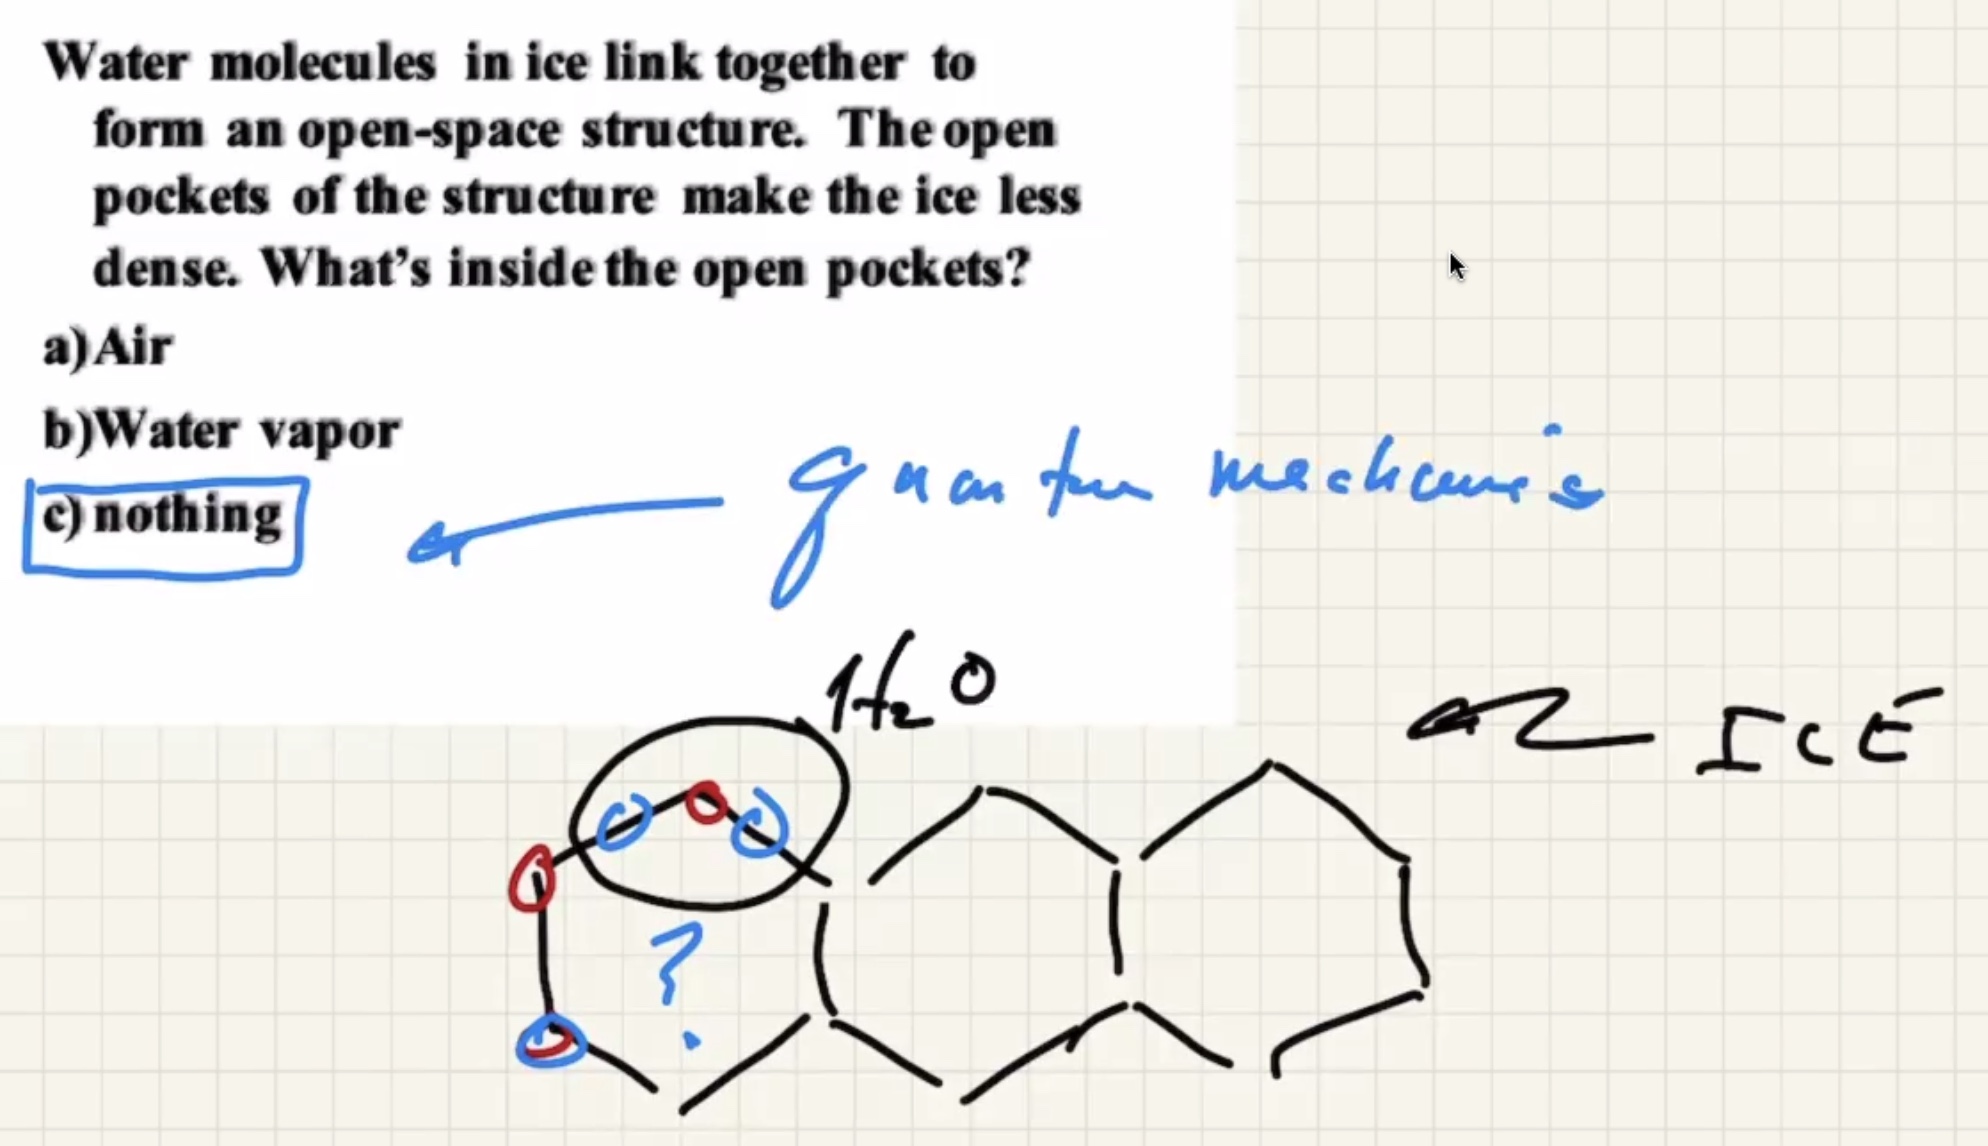 Water molecules in ice link together to
form an open-space structure. The open
pockets of the structure make the ice less
dense. What's inside the open pockets?
a)Air
b)Water vapor
c) nothing
quantum mechanics
H₂O
ICE
?